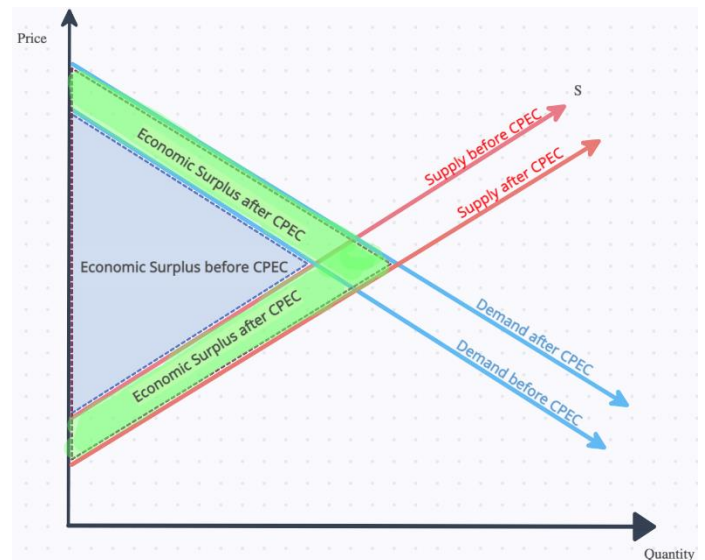 Price
S
Supply before CPEC
Economic Surplus after CPEC
Supply after CPEC
Economic Surplus before CPEC
Economic Surplus after CPEC
Demand after CPEC
Demand before CPEC
Quantity